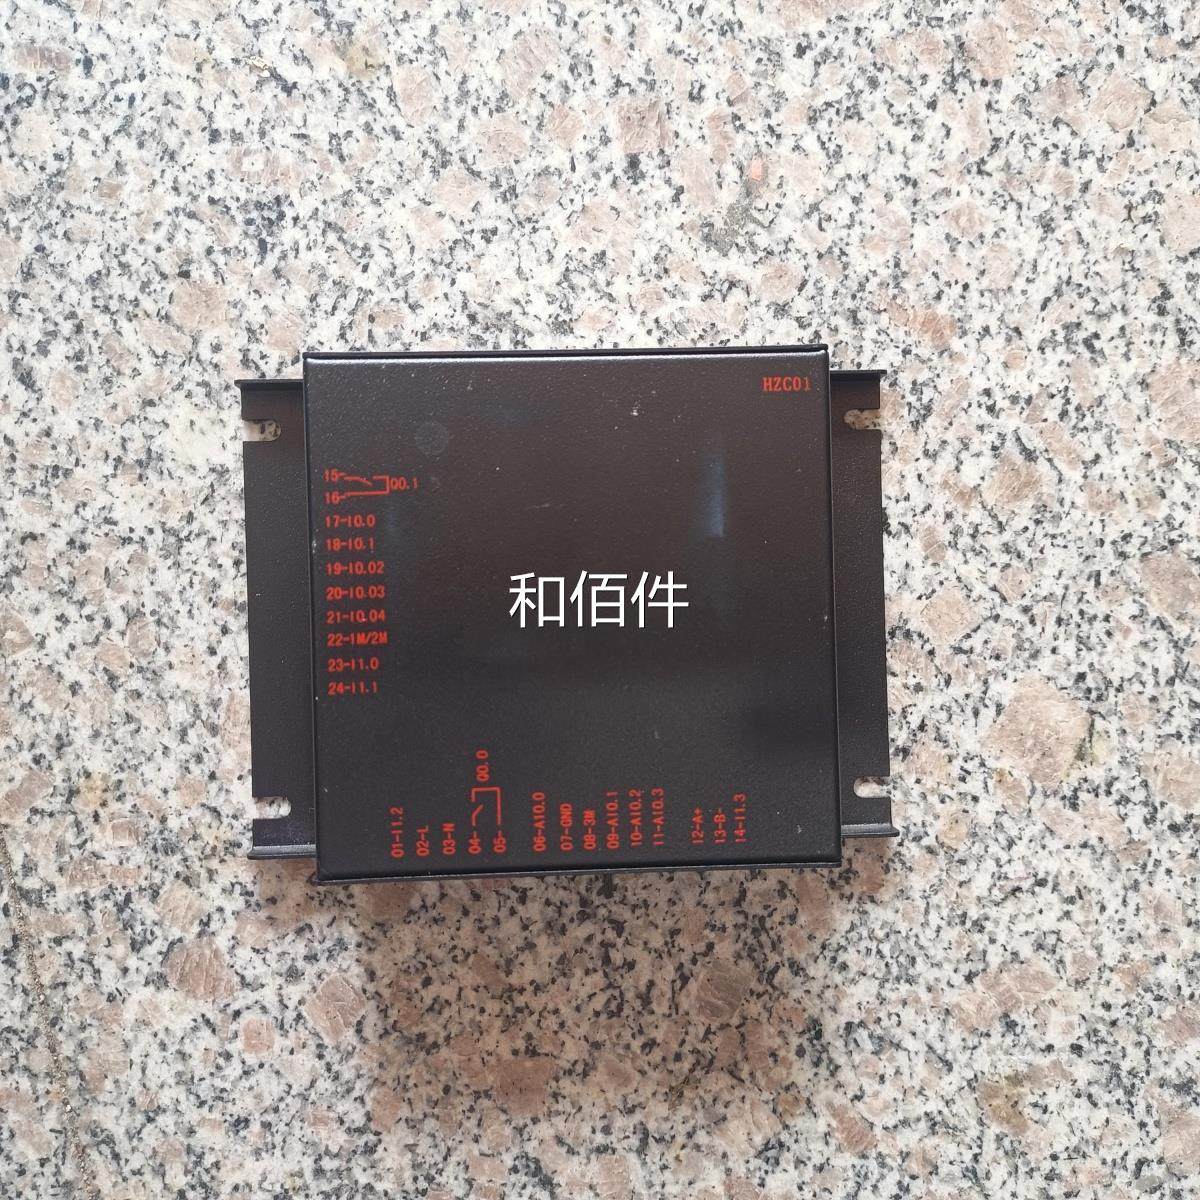 HZC01
15-
16-
Q0.1
17-I0.0
18-I0.1
19-I0.02
20-I0.03
21-I0.04
22-1M/2M
23-I1.0
24-I1.1
和佰件
01-I1.2
02-L
03-N
04-
05-
Q0.0
06-AI0.0
07-GND
08-3M
09-AI0.1
10-AI0.2
11-AI0.3
12-A+
13-B-
14-I1.3